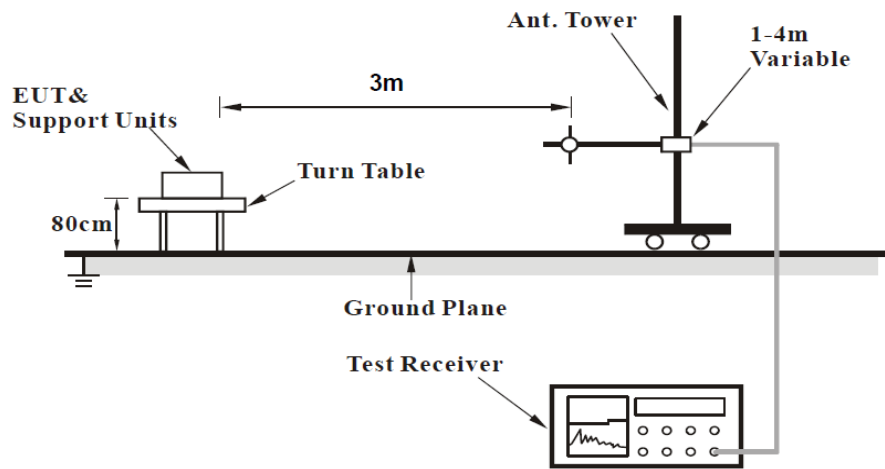 Ant. Tower
1-4m
Variable
3m
EUT&
Support Units
Turn Table
80cm
Ground Plane
Test Receiver